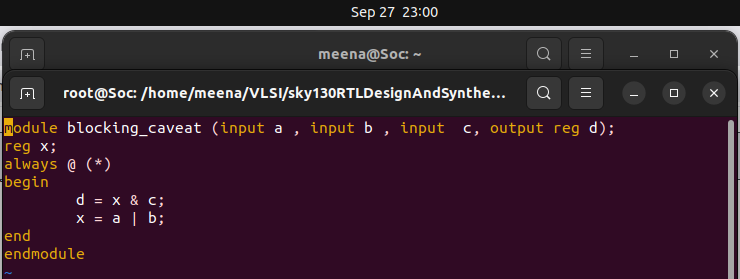 Sep 27 23:00
meena@Soc: ~
root@Soc: /home/meena/VLSI/sky130RTLDesignAndSynthe...
module blocking_caveat (input a , input b , input  c, output reg d);
reg x;
always @ (*)
begin
        d = x & c;
        x = a | b;
end
endmodule
~